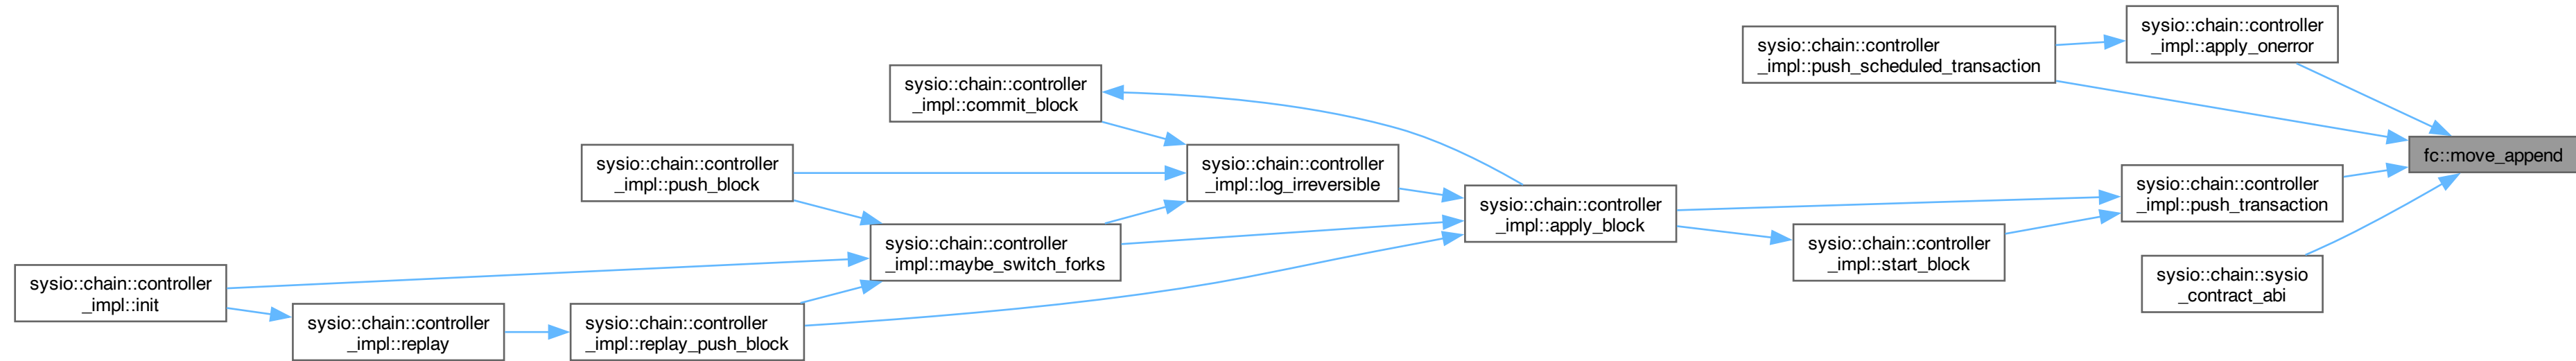 sysio::chain::controller
_impl::init
sysio::chain::controller
_impl::replay
sysio::chain::controller
_impl::push_block
sysio::chain::controller
_impl::replay_push_block
sysio::chain::controller
_impl::commit_block
sysio::chain::controller
_impl::maybe_switch_forks
sysio::chain::controller
_impl::log_irreversible
sysio::chain::controller
_impl::apply_block
sysio::chain::controller
_impl::push_scheduled_transaction
sysio::chain::controller
_impl::start_block
sysio::chain::controller
_impl::apply_onerror
sysio::chain::controller
_impl::push_transaction
sysio::chain::sysio
_contract_abi
fc::move_append